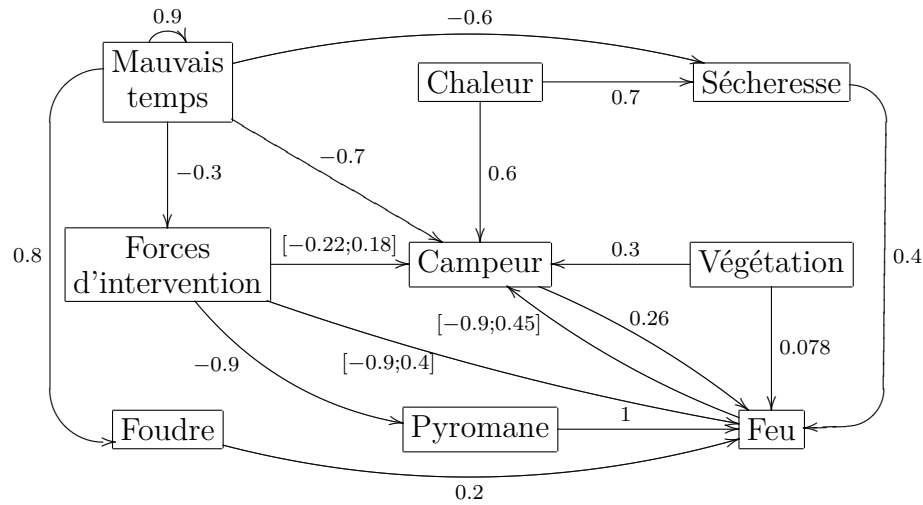 0.9
−0.6
Mauvais
temps
Chaleur
Sécheresse
0.7
−0.7
−0.3
0.6
0.8
Forces
d'intervention
[−0.22;0.18]
Campeur
0.3
Végétation
0.4
[−0.9;0.45]
0.26
0.078
−0.9
[−0.9;0.4]
Foudre
Pyromane
1
Feu
0.2